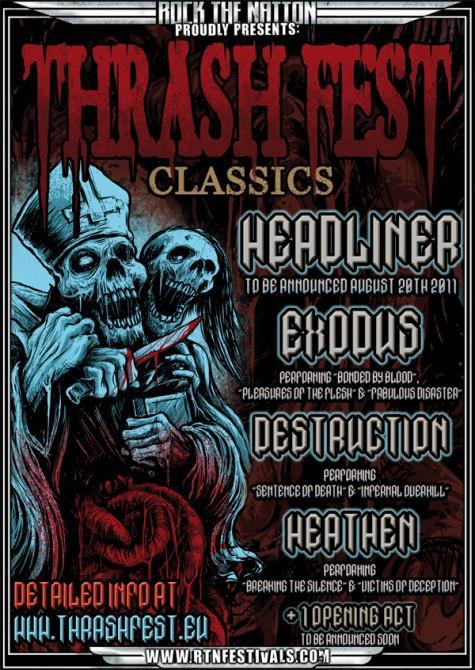 ROCK THE NATION
PROUDLY PRESENTS:
THRASH FEST
CLASSICS
HEADLINER
TO BE ANNOUNCED AUGUST 20TH 2011
EXODUS
PERFORMING "BONDED BY BLOOD",
"PLEASURES OF THE FLESH" & "FABULOUS DISASTER"
DESTRUCTION
PERFORMING
"SENTENCE OF DEATH" & "INFERNAL OVERKILL"
HEATHEN
PERFORMING
"BREAKING THE SILENCE" & "VICTIMS OF DECEPTION"
+ 1 OPENING ACT
TO BE ANNOUNCED SOON
DETAILED INFO AT
WWW.THRASHFEST.EU
WWW.RTNFESTIVALS.COM